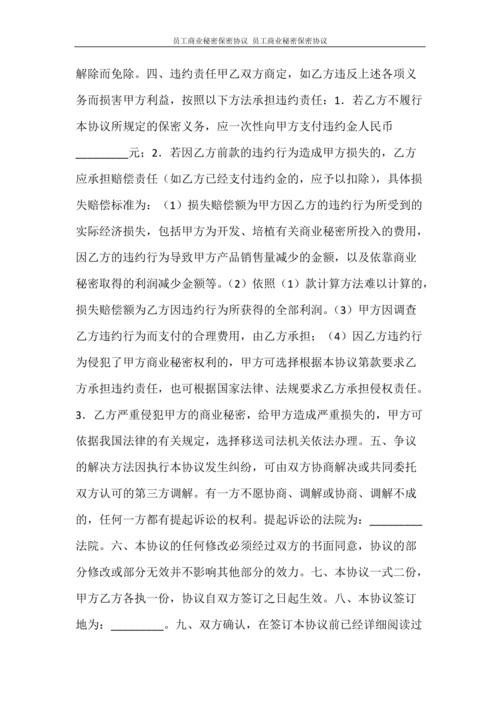 员工商业秘密保密协议 员工商业秘密保密协议
解除而免除。四、违约责任甲乙双方商定，如乙方违反上述各项义
务而损害甲方利益，按照以下方法承担违约责任：1．若乙方不履行
本协议所规定的保密义务，应一次性向甲方支付违约金人民币
_________元；2．若因乙方前款的违约行为造成甲方损失的，乙方
应承担赔偿责任（如乙方已经支付违约金的，应予以扣除），具体损
失赔偿标准为：（1）损失赔偿额为甲方因乙方的违约行为所受到的
实际经济损失，包括甲方为开发、培植有关商业秘密所投入的费用，
因乙方的违约行为导致甲方产品销售量减少的金额，以及依靠商业
秘密取得的利润减少金额等。（2）依照（1）款计算方法难以计算的，
损失赔偿额为乙方因违约行为所获得的全部利润。（3）甲方因调查
乙方违约行为而支付的合理费用，由乙方承担；（4）因乙方违约行
为侵犯了甲方商业秘密权利的，甲方可选择根据本协议第款要求乙
方承担违约责任，也可根据国家法律、法规要求乙方承担侵权责任。
3．乙方严重侵犯甲方的商业秘密，给甲方造成严重损失的，甲方可
依据我国法律的有关规定，选择移送司法机关依法办理。五、争议
的解决方法因执行本协议发生纠纷，可由双方协商解决或共同委托
双方认可的第三方调解。有一方不愿协商、调解或协商、调解不成
的，任何一方都有提起诉讼的权利。提起诉讼的法院为：_________
法院。六、本协议的任何修改必须经过双方的书面同意，协议的部
分修改或部分无效并不影响其他部分的效力。七、本协议一式二份，
甲方乙方各执一份，协议自双方签订之日起生效。八、本协议签订
地为：_________。九、双方确认，在签订本协议前已经详细阅读过